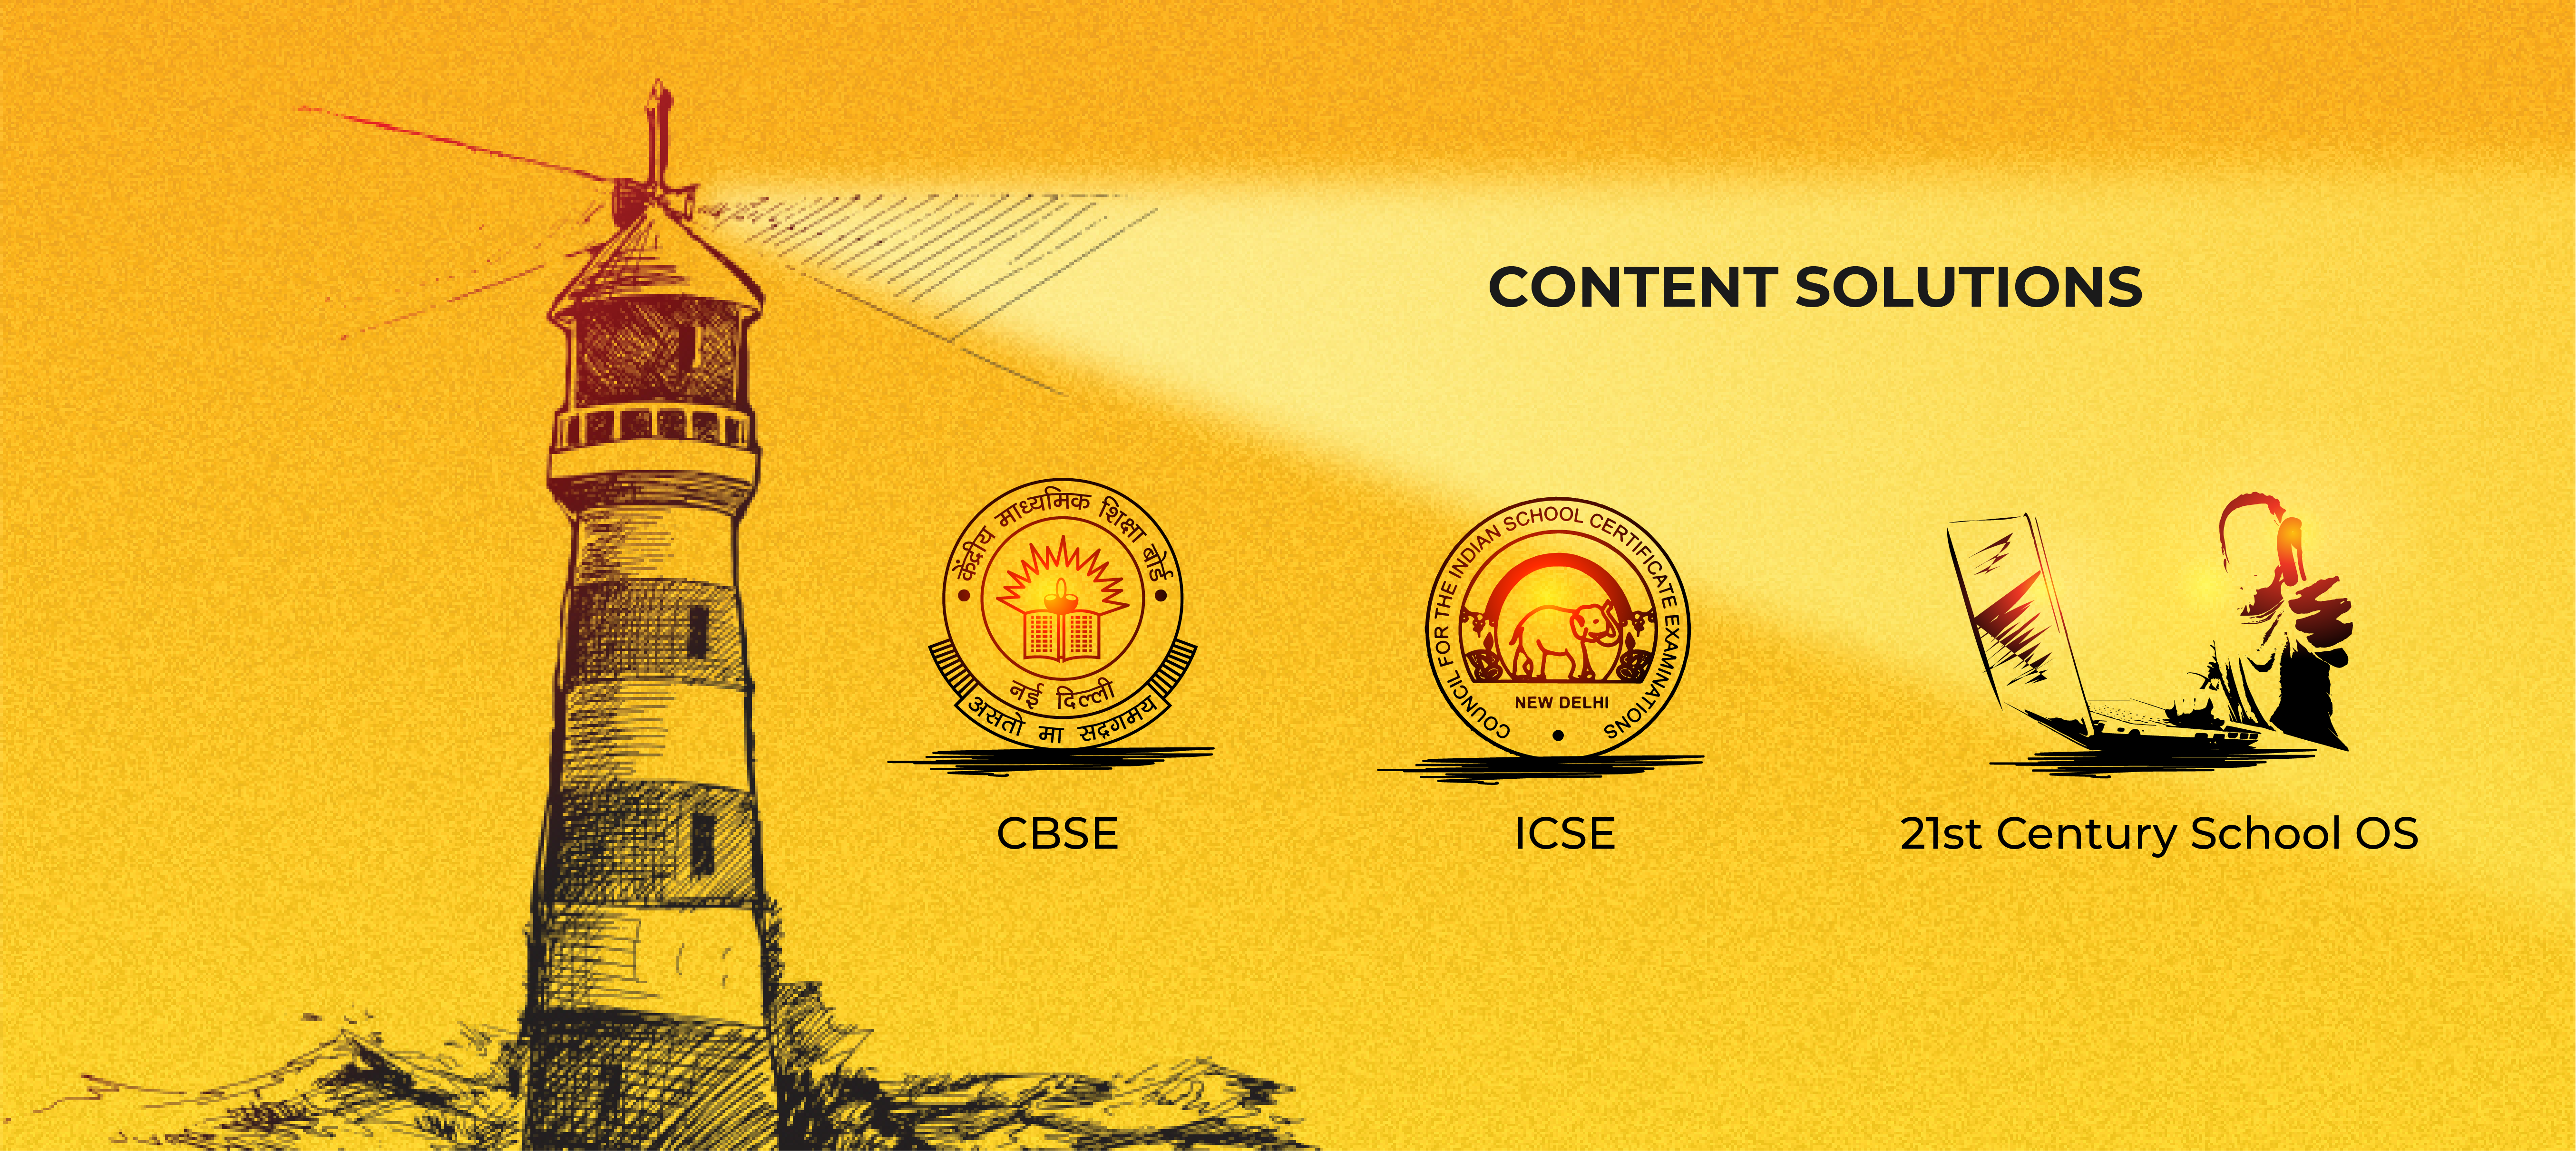 CONTENT SOLUTIONS
केंद्रीय माध्यमिक शिक्षा बोर्ड
नई दिल्ली
असतो मा सद्गमय
CBSE
COUNCIL FOR THE INDIAN SCHOOL CERTIFICATE EXAMINATIONS
NEW DELHI
ICSE
21st Century School OS